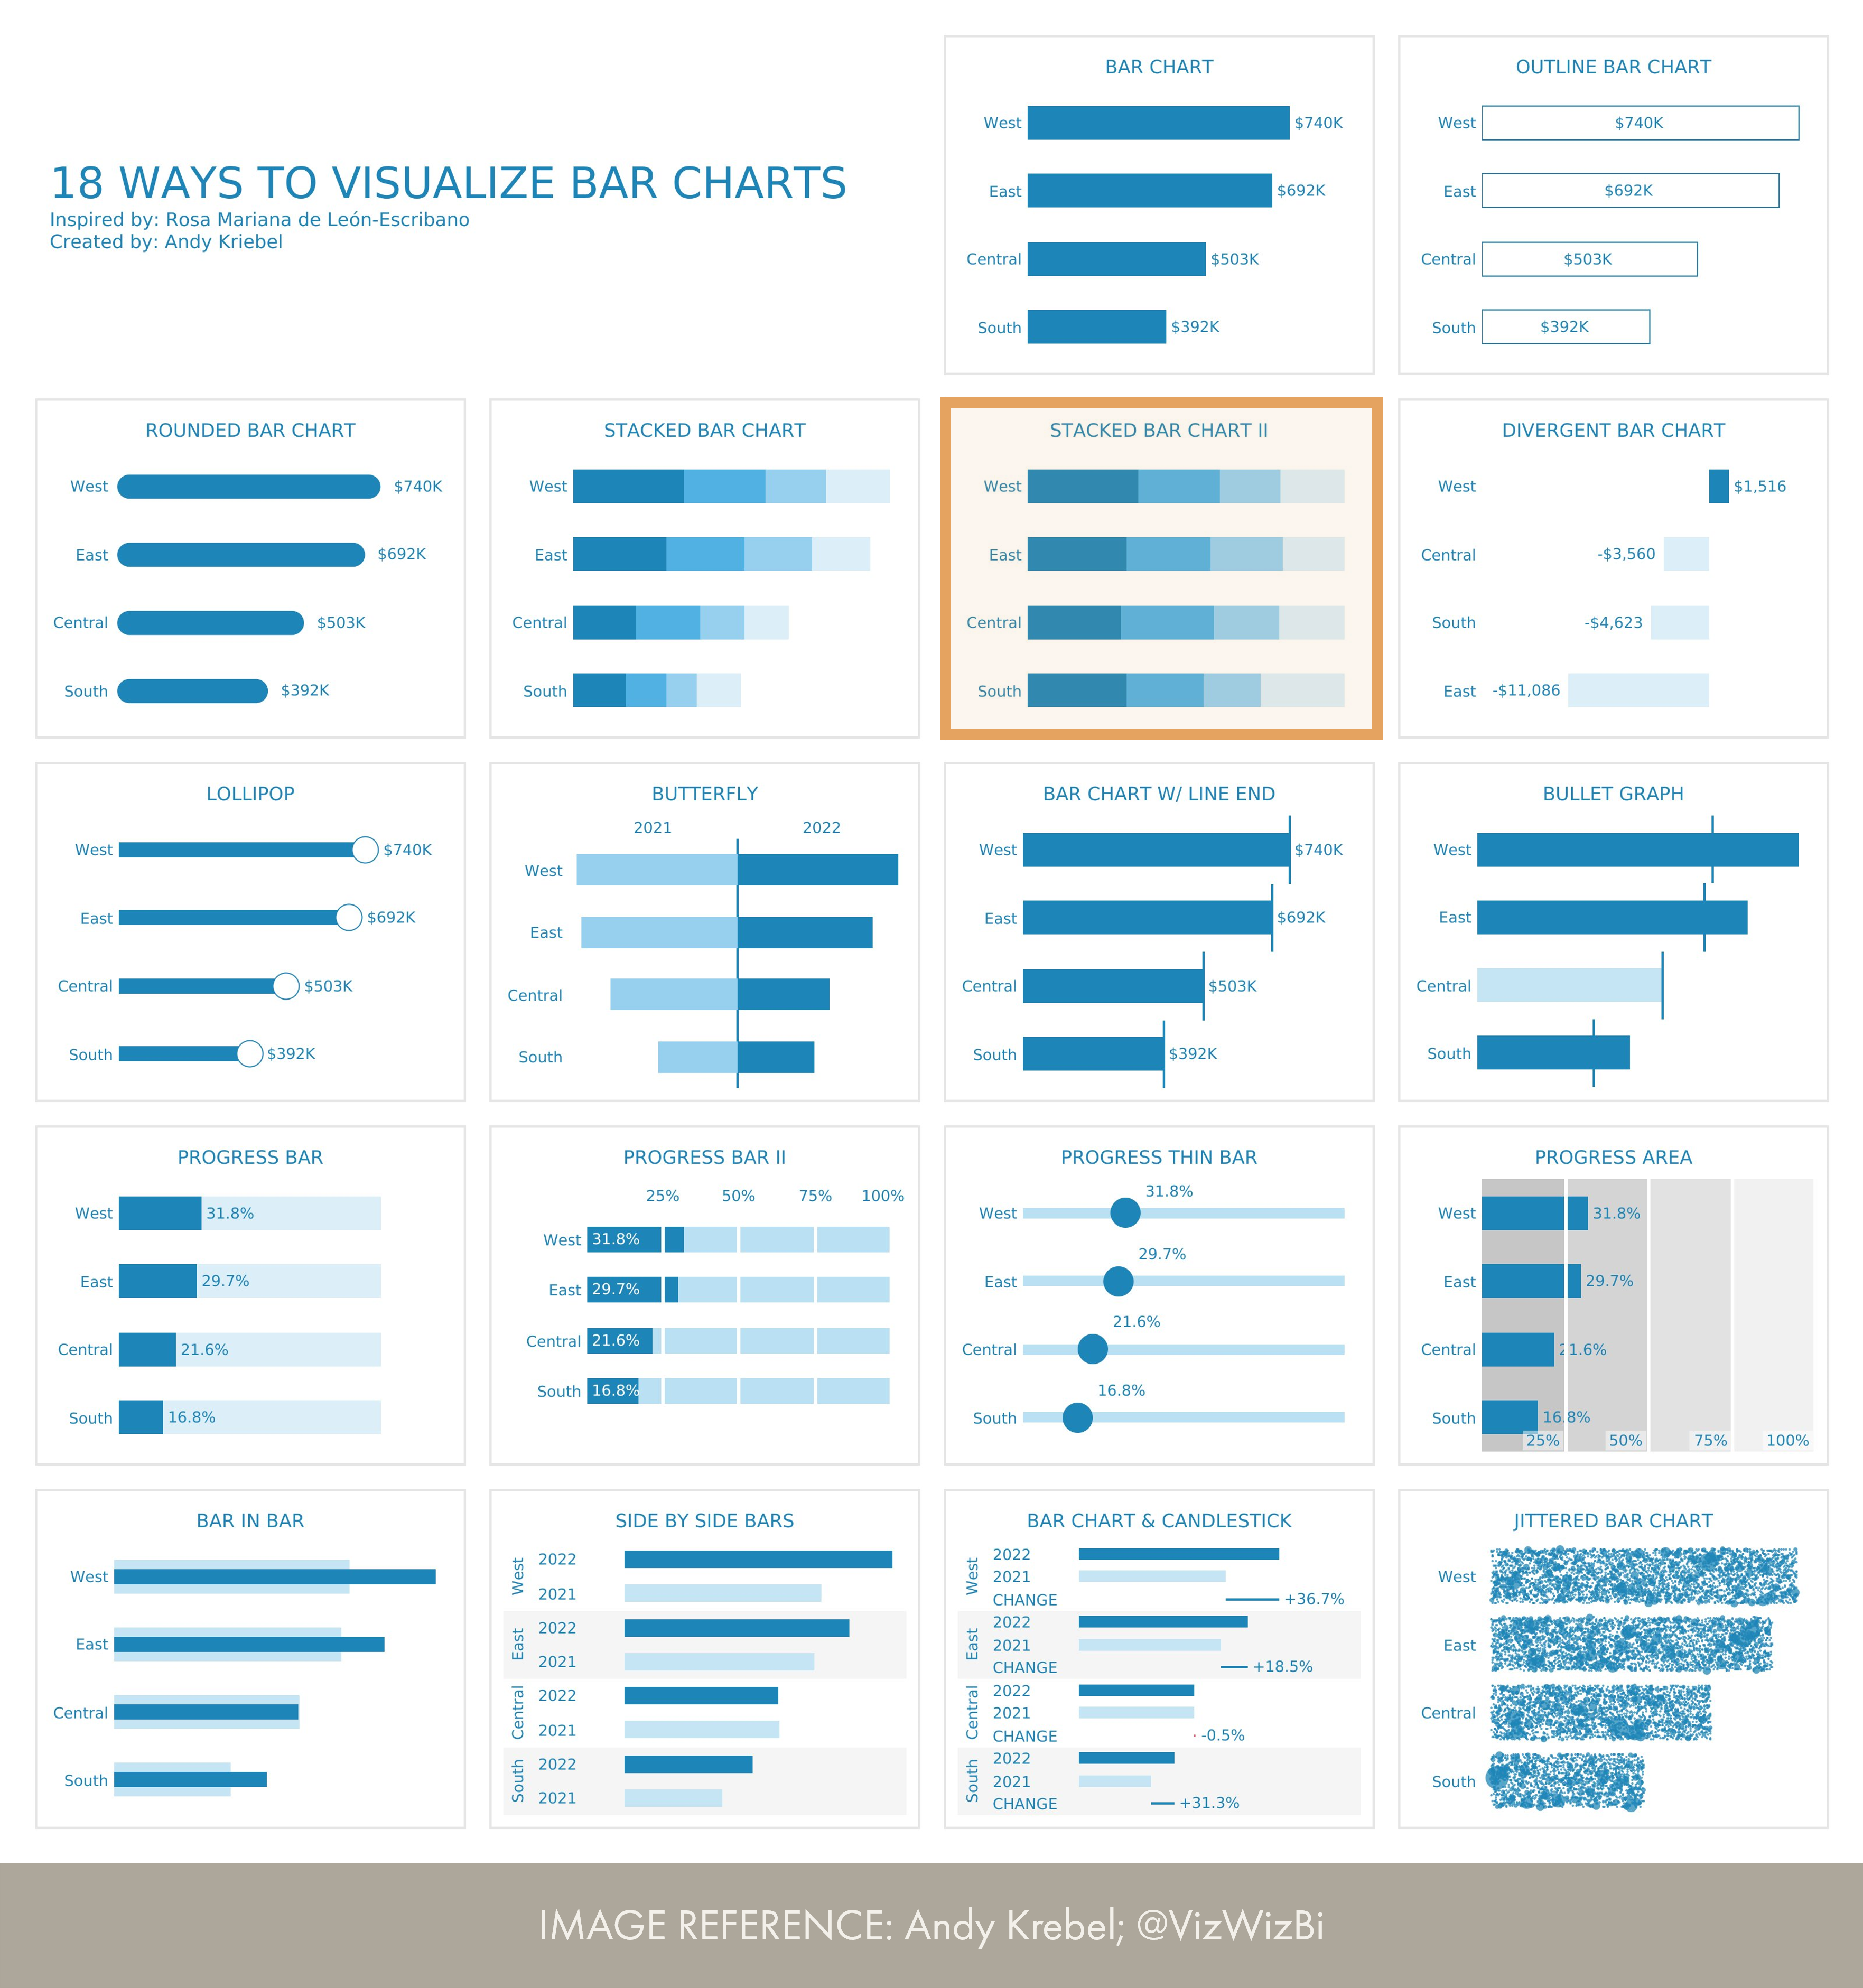 18 WAYS TO VISUALIZE BAR CHARTS
Inspired by: Rosa Mariana de León-Escribano
Created by: Andy Kriebel
BAR CHART
West $740K
East $692K
Central $503K
South $392K
OUTLINE BAR CHART
West $740K
East $692K
Central $503K
South $392K
ROUNDED BAR CHART
West $740K
East $692K
Central $503K
South $392K
STACKED BAR CHART
West
East
Central
South
STACKED BAR CHART II
West
East
Central
South
DIVERGENT BAR CHART
West $1,516
Central -$3,560
South -$4,623
East -$11,086
LOLLIPOP
West $740K
East $692K
Central $503K
South $392K
BUTTERFLY
2021 2022
West
East
Central
South
BAR CHART W/ LINE END
West $740K
East $692K
Central $503K
South $392K
BULLET GRAPH
West
East
Central
South
PROGRESS BAR
West 31.8%
East 29.7%
Central 21.6%
South 16.8%
PROGRESS BAR II
25% 50% 75% 100%
West 31.8%
East 29.7%
Central 21.6%
South 16.8%
PROGRESS THIN BAR
31.8%
West
29.7%
East
21.6%
Central
16.8%
South
PROGRESS AREA
West 31.8%
East 29.7%
Central 21.6%
South 16.8%
25% 50% 75% 100%
BAR IN BAR
West
East
Central
South
SIDE BY SIDE BARS
West
2022
2021
East
2022
2021
Central
2022
2021
South
2022
2021
BAR CHART & CANDLESTICK
West
2022
2021
CHANGE +36.7%
East
2022
2021
CHANGE +18.5%
Central
2022
2021
CHANGE -0.5%
South
2022
2021
CHANGE +31.3%
JITTERED BAR CHART
West
East
Central
South
IMAGE REFERENCE: Andy Krebel; @VizWizBi